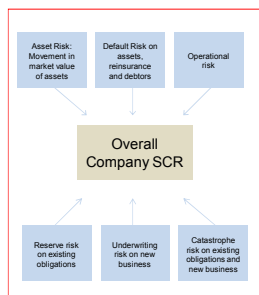 Asset Risk:
Movement in
market value
of assets
Default Risk on
assets,
reinsurance
and debtors
Operational
risk
Overall
Company SCR
Reserve risk
on existing
obligations
Underwriting
risk on new
business
Catastrophe
risk on existing
obligations and
new business